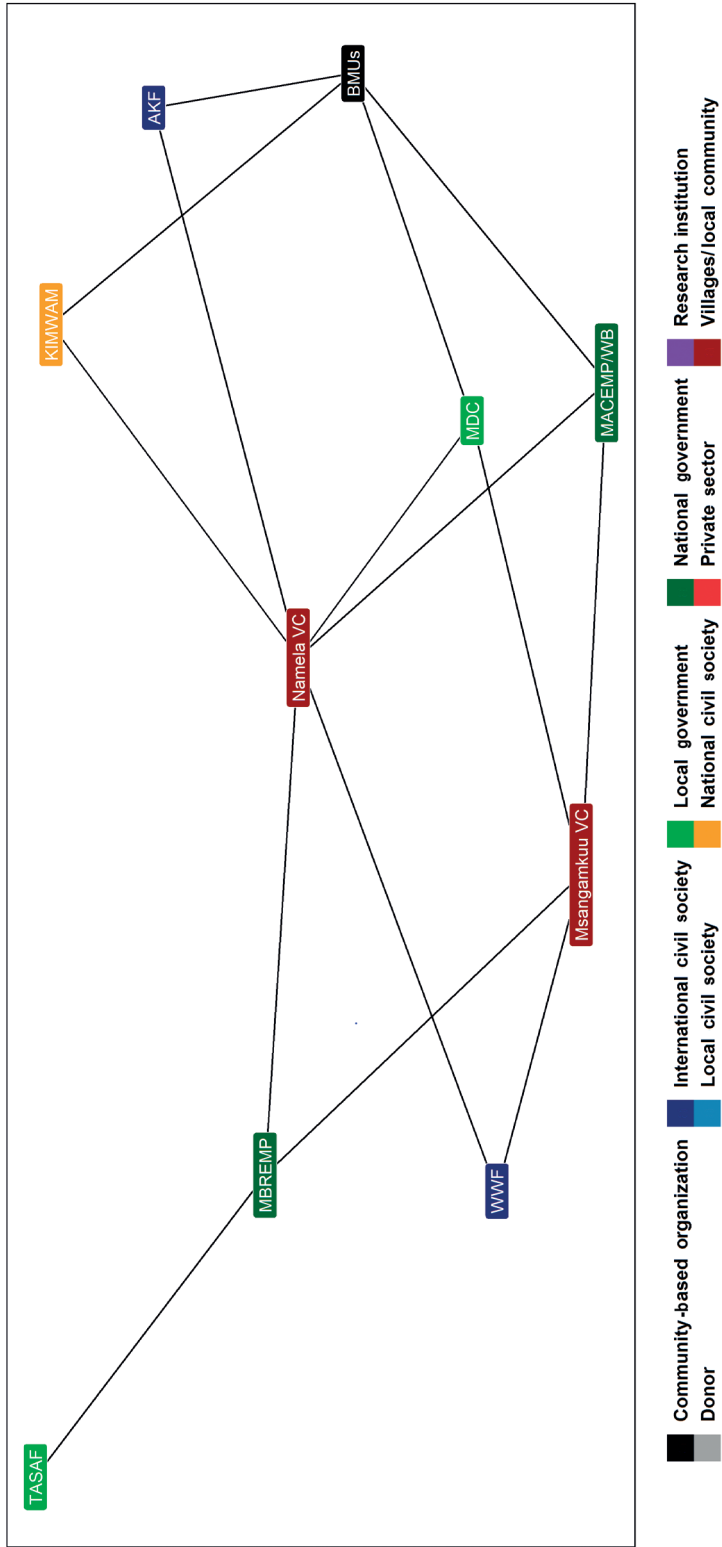 TASAF
KIMWAM
AKF
MBREMP
Namela VC
BMUs
WWF
MDC
Msangamkuu VC
MACEMP/WB
Community-based organization
International civil society
Local government
National government
Research institution
Donor
Local civil society
National civil society
Private sector
Villages/local community